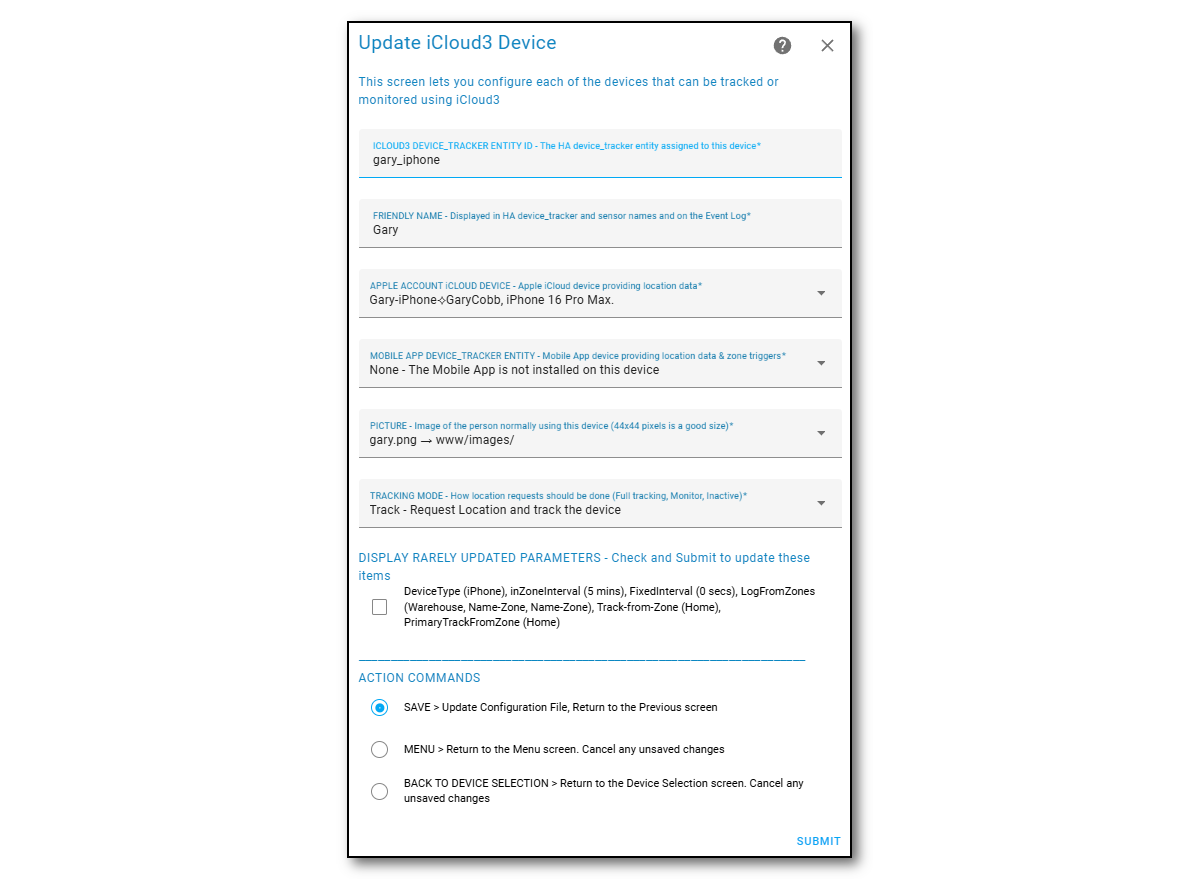 Update iCloud3 Device
This screen lets you configure each of the devices that can be tracked or
monitored using iCloud3
ICLOUD3 DEVICE_TRACKER ENTITY ID - The HA device_tracker entity assigned to this device*
gary_iphone
FRIENDLY NAME - Displayed in HA device_tracker and sensor names and on the Event Log*
Gary
APPLE ACCOUNT iCLOUD DEVICE - Apple iCloud device providing location data*
Gary-iPhone✧GaryCobb, iPhone 16 Pro Max.
MOBILE APP DEVICE_TRACKER ENTITY - Mobile App device providing location data & zone triggers*
None - The Mobile App is not installed on this device
PICTURE - Image of the person normally using this device (44x44 pixels is a good size)*
gary.png → www/images/
TRACKING MODE - How location requests should be done (Full tracking, Monitor, Inactive)*
Track - Request Location and track the device
DISPLAY RARELY UPDATED PARAMETERS - Check and Submit to update these
items
DeviceType (iPhone), inZoneInterval (5 mins), FixedInterval (0 secs), LogFromZones
(Warehouse, Name-Zone, Name-Zone), Track-from-Zone (Home),
PrimaryTrackFromZone (Home)
ACTION COMMANDS
SAVE > Update Configuration File, Return to the Previous screen
MENU > Return to the Menu screen. Cancel any unsaved changes
BACK TO DEVICE SELECTION > Return to the Device Selection screen. Cancel any
unsaved changes
SUBMIT